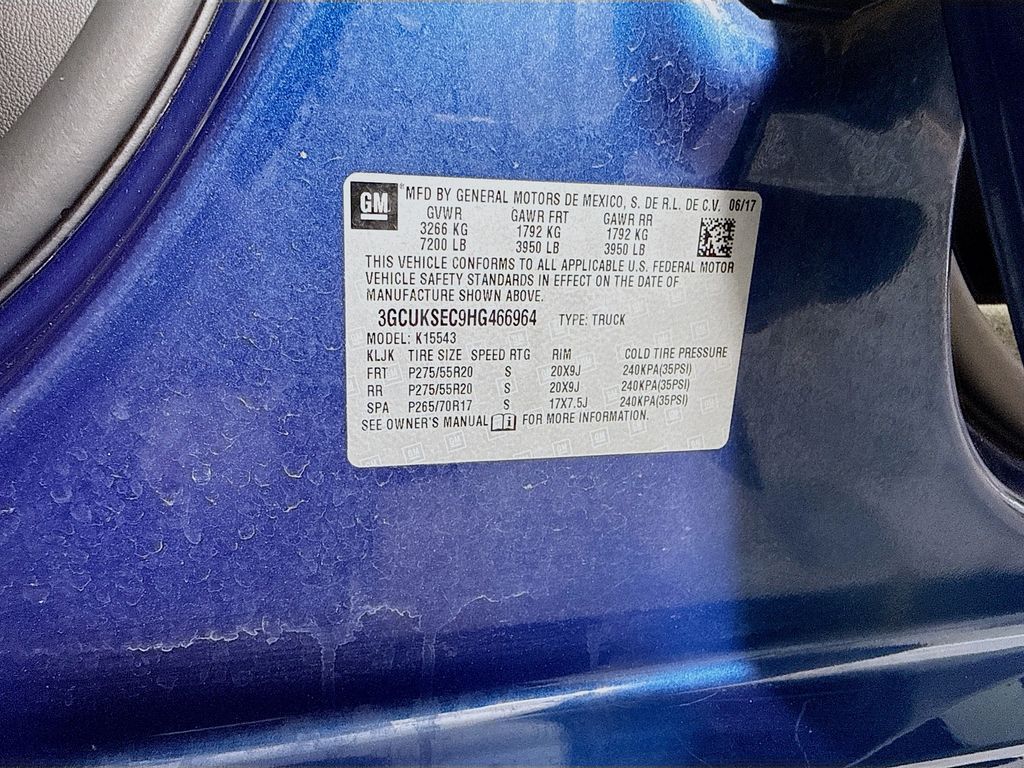 GM ® MFD BY GENERAL MOTORS DE MEXICO, S. DE R.L. DE C.V. 06/17
GVWR GAWR FRT GAWR RR
3266 KG 1792 KG 1792 KG
7200 LB 3950 LB 3950 LB
THIS VEHICLE CONFORMS TO ALL APPLICABLE U.S. FEDERAL MOTOR
VEHICLE SAFETY STANDARDS IN EFFECT ON THE DATE OF
MANUFACTURE SHOWN ABOVE.
3GCUKSEC9HG466964 TYPE: TRUCK
MODEL: K15543
KLJK TIRE SIZE SPEED RTG RIM COLD TIRE PRESSURE
FRT P275/55R20 S 20X9J 240KPA(35PSI)
RR P275/55R20 S 20X9J 240KPA(35PSI)
SPA P265/70R17 S 17X7.5J 240KPA(35PSI)
SEE OWNER'S MANUAL i FOR MORE INFORMATION.